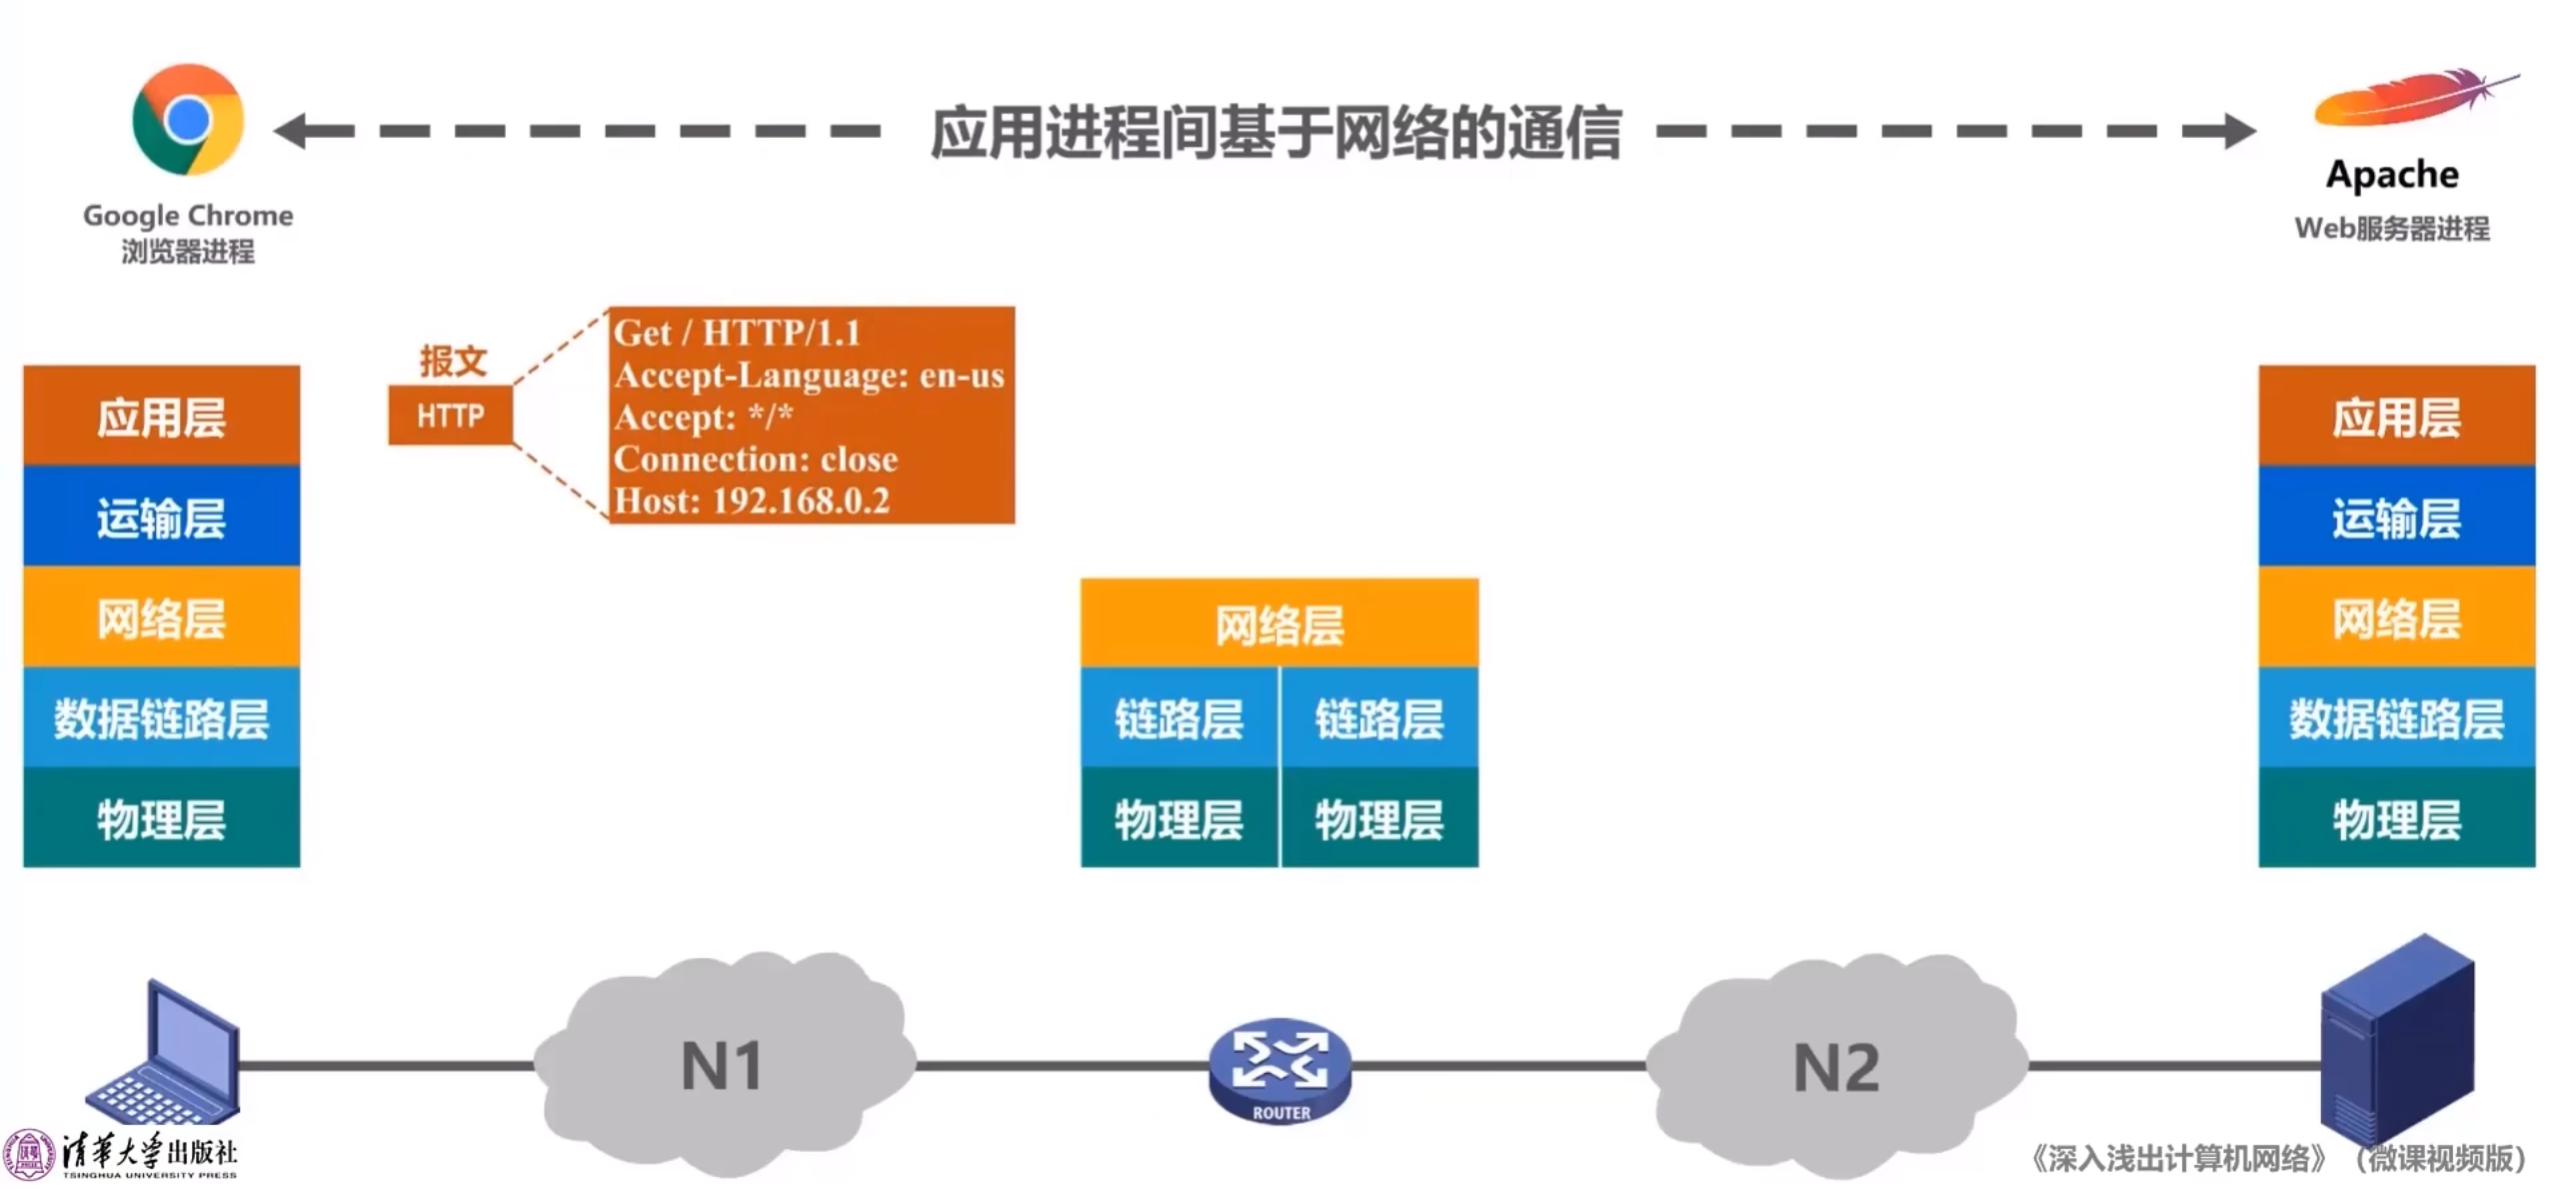 应用进程间基于网络的通信
Google Chrome
浏览器进程
Apache
Web服务器进程
报文
HTTP
Get / HTTP/1.1
Accept-Language: en-us
Accept: */*
Connection: close
Host: 192.168.0.2
应用层
运输层
网络层
数据链路层
物理层
网络层
链路层
链路层
物理层
物理层
应用层
运输层
网络层
数据链路层
物理层
N1
ROUTER
N2
清华大学出版社
TSINGHUA UNIVERSITY PRESS
《深入浅出计算机网络》（微课视频版）